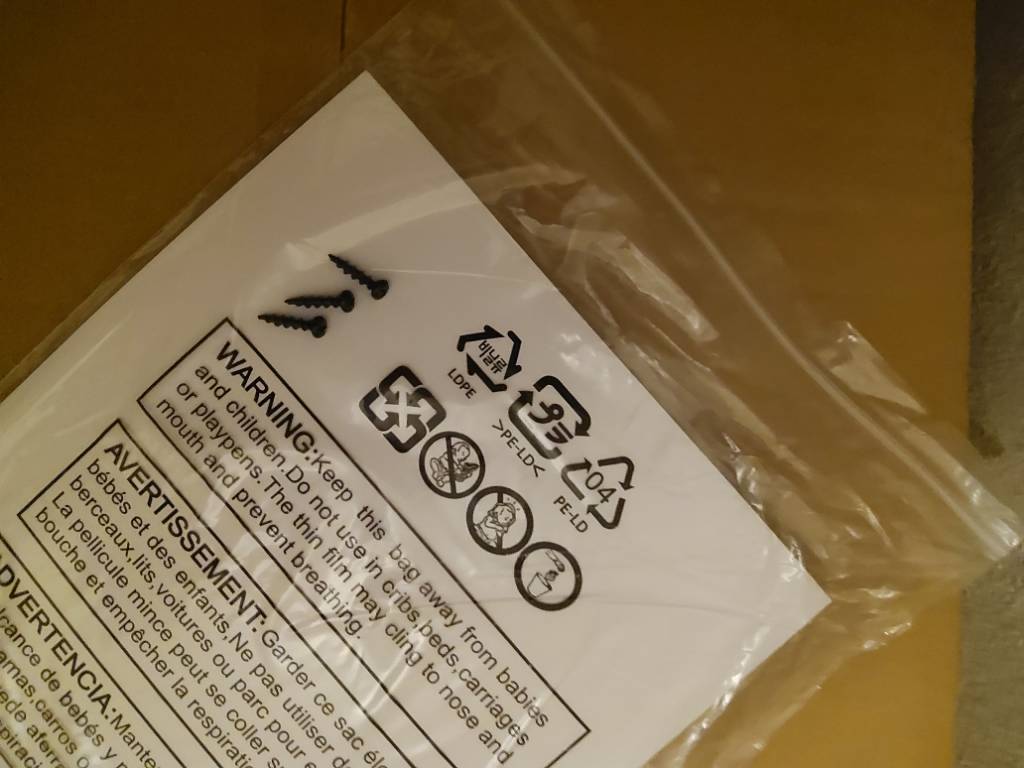 비닐류
LDPE
プラ
>PE-LD<
04
PE-LD
WARNING:Keep this bag away from babies
and children.Do not use in cribs,beds,carriages
or playpens.The thin film may cling to nose and
mouth and prevent breathing.
AVERTISSEMENT: Garder ce sac
bébés et des enfants,Ne pas utiliser
berceaux,lits,voitures ou parc pour
La pellicule mince peut se coller
bouche et empêcher la